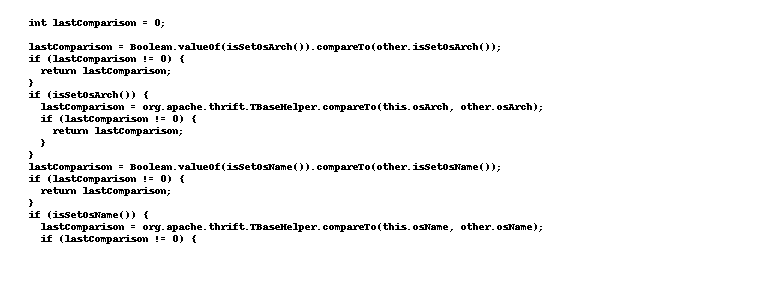 int lastComparison = 0;
lastComparison = Boolean.valueOf(isSetOsArch()).compareTo(other.isSetOsArch());
if (lastComparison != 0) {
return lastComparison;
}
if (isSetOsArch()) {
lastComparison = org.apache.thrift.TBaseHelper.compareTo(this.osArch, other.osArch);
if (lastComparison != 0) {
return lastComparison;
}
}
lastComparison = Boolean.valueOf(isSetOsName()).compareTo(other.isSetOsName());
if (lastComparison != 0) {
return lastComparison;
}
if (isSetOsName()) {
lastComparison = org.apache.thrift.TBaseHelper.compareTo(this.osName, other.osName);
if (lastComparison != 0) {